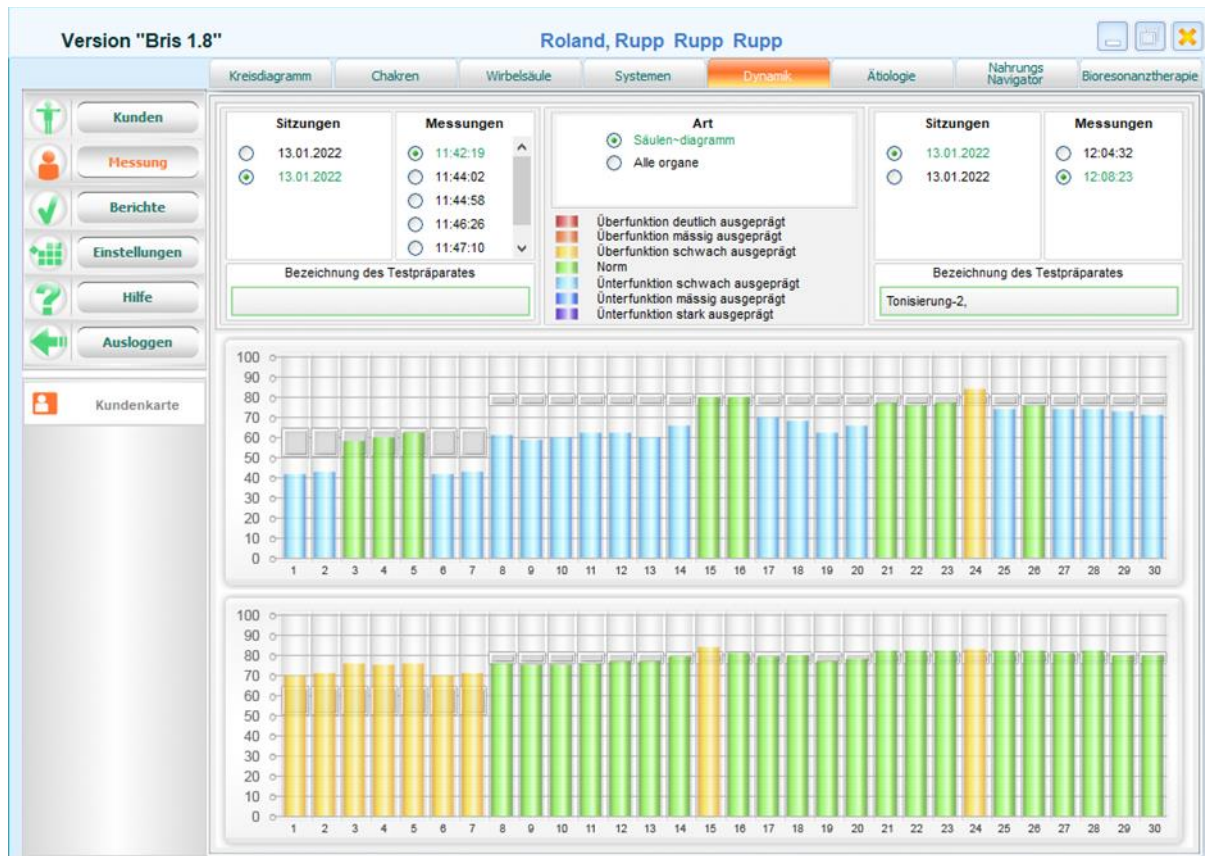 Version "Bris 1.8"
Roland, Rupp Rupp Rupp
Kreisdiagramm Chakren Wirbelsäule Systemen Dynamik Ätiologie Nahrungs Navigator Bioresonanztherapie
Kunden
Messung
Berichte
Einstellungen
Hilfe
Ausloggen
Kundenkarte
Sitzungen
13.01.2022
13.01.2022
Messungen
11:42:19
11:44:02
11:44:58
11:46:26
11:47:10
Bezeichnung des Testpräparates
Art
Säulen~diagramm
Alle organe
Überfunktion deutlich ausgeprägt
Überfunktion mässig ausgeprägt
Überfunktion schwach ausgeprägt
Norm
Ünterfunktion schwach ausgeprägt
Ünterfunktion mässig ausgeprägt
Ünterfunktion stark ausgeprägt
Sitzungen
13.01.2022
13.01.2022
Messungen
12:04:32
12:08:23
Bezeichnung des Testpräparates
Tonisierung-2,
100
90
80
70
60
50
40
30
20
10
0
1 2 3 4 5 6 7 8 9 10 11 12 13 14 15 16 17 18 19 20 21 22 23 24 25 26 27 28 29 30
100
90
80
70
60
50
40
30
20
10
0
1 2 3 4 5 6 7 8 9 10 11 12 13 14 15 16 17 18 19 20 21 22 23 24 25 26 27 28 29 30